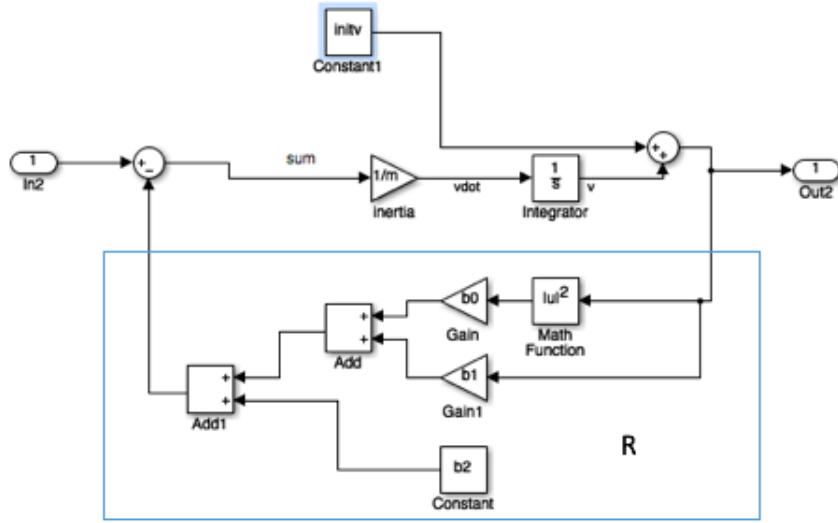 initv
Constant1
1
In2
+
−
sum
1/m
inertia
vdot
1
s
Integrator
v
+
+
1
Out2
b0
Gain
|u|2
Math
Function
+
+
Add
b1
Gain1
+
+
Add1
b2
Constant
R